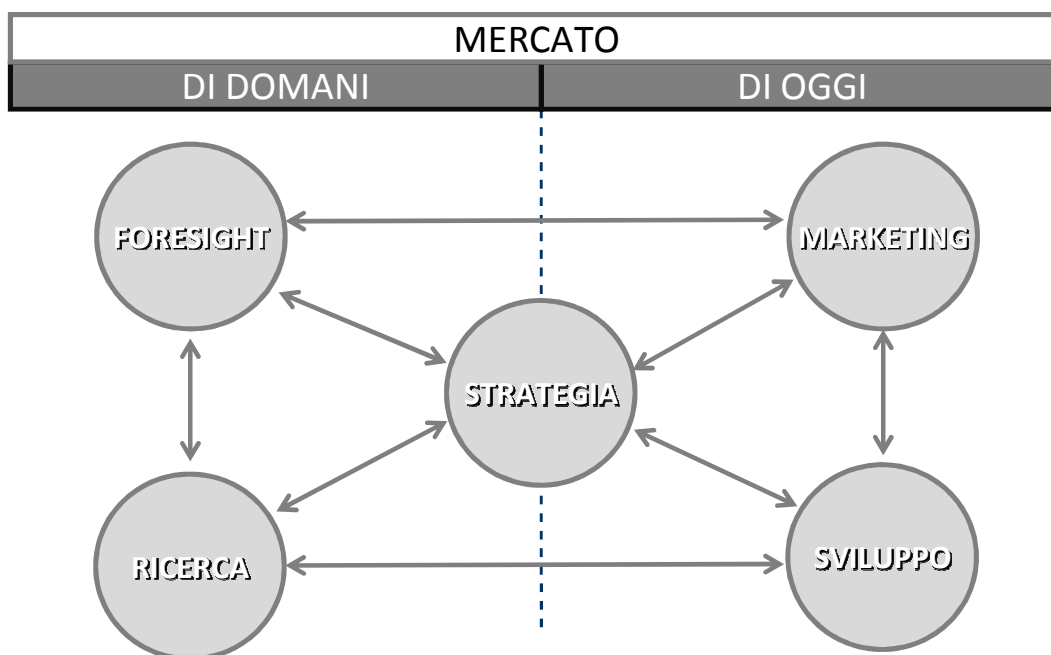 MERCATO
DI DOMANI
DI OGGI
FORESIGHT
MARKETING
STRATEGIA
RICERCA
SVILUPPO